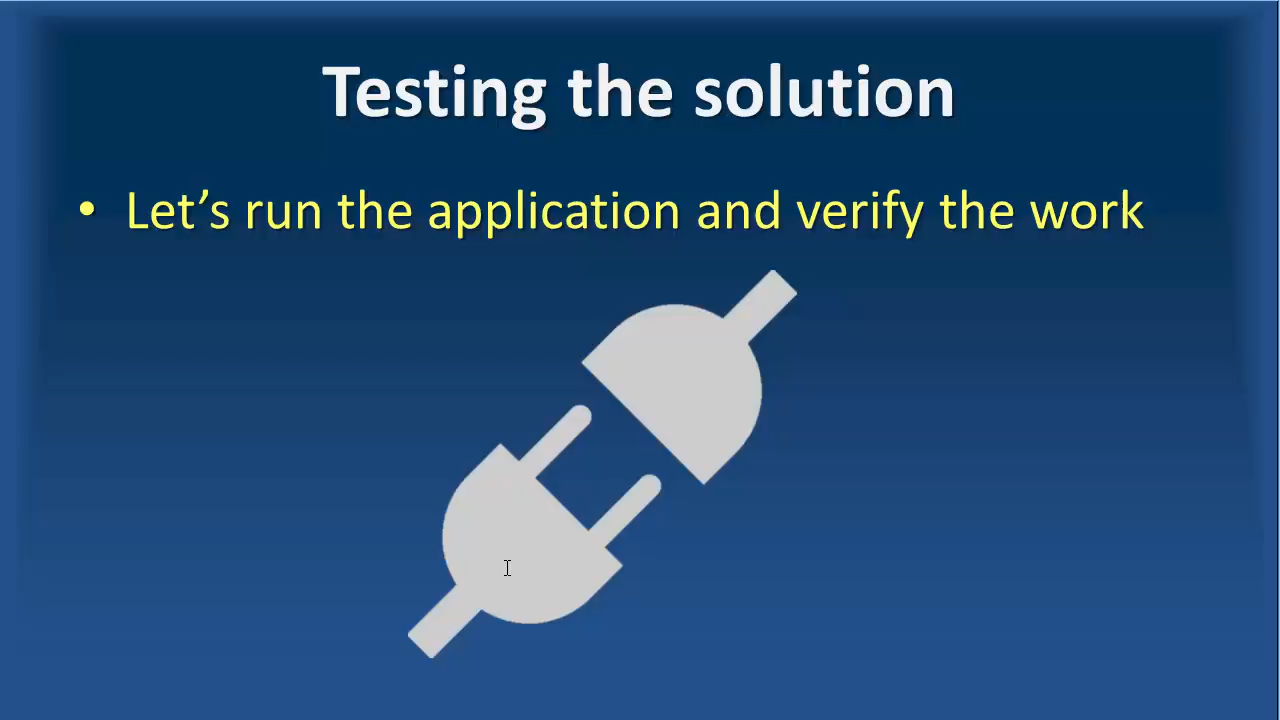 Testing the solution
• Let’s run the application and verify the work